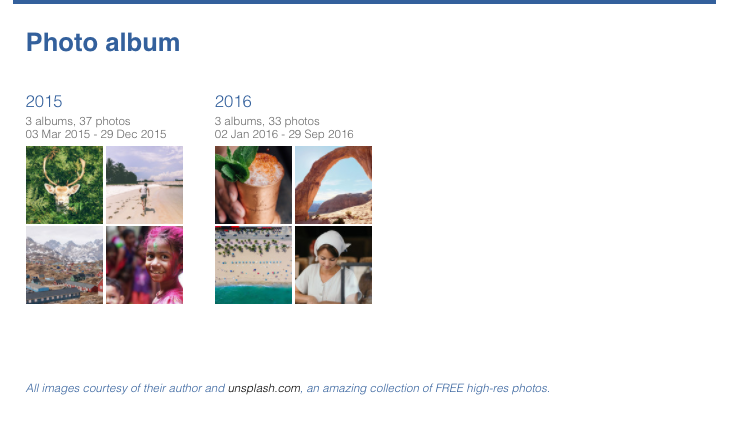 Photo album
2015
3 albums, 37 photos
03 Mar 2015 - 29 Dec 2015
2016
3 albums, 33 photos
02 Jan 2016 - 29 Sep 2016
All images courtesy of their author and unsplash.com, an amazing collection of FREE high-res photos.